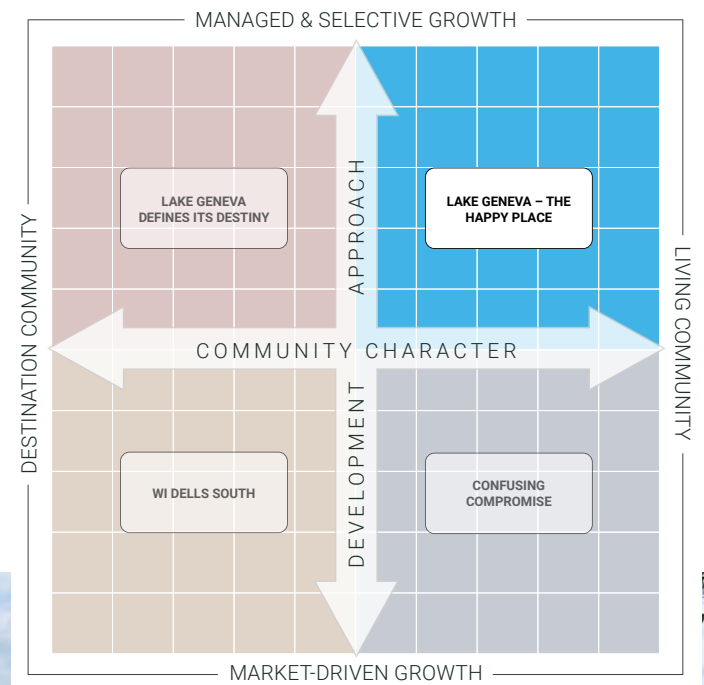 MANAGED & SELECTIVE GROWTH
LAKE GENEVA
DEFINES ITS DESTINY
LAKE GENEVA – THE
HAPPY PLACE
APPROACH
DESTINATION COMMUNITY
LIVING COMMUNITY
COMMUNITY CHARACTER
DEVELOPMENT
WI DELLS SOUTH
CONFUSING
COMPROMISE
MARKET-DRIVEN GROWTH